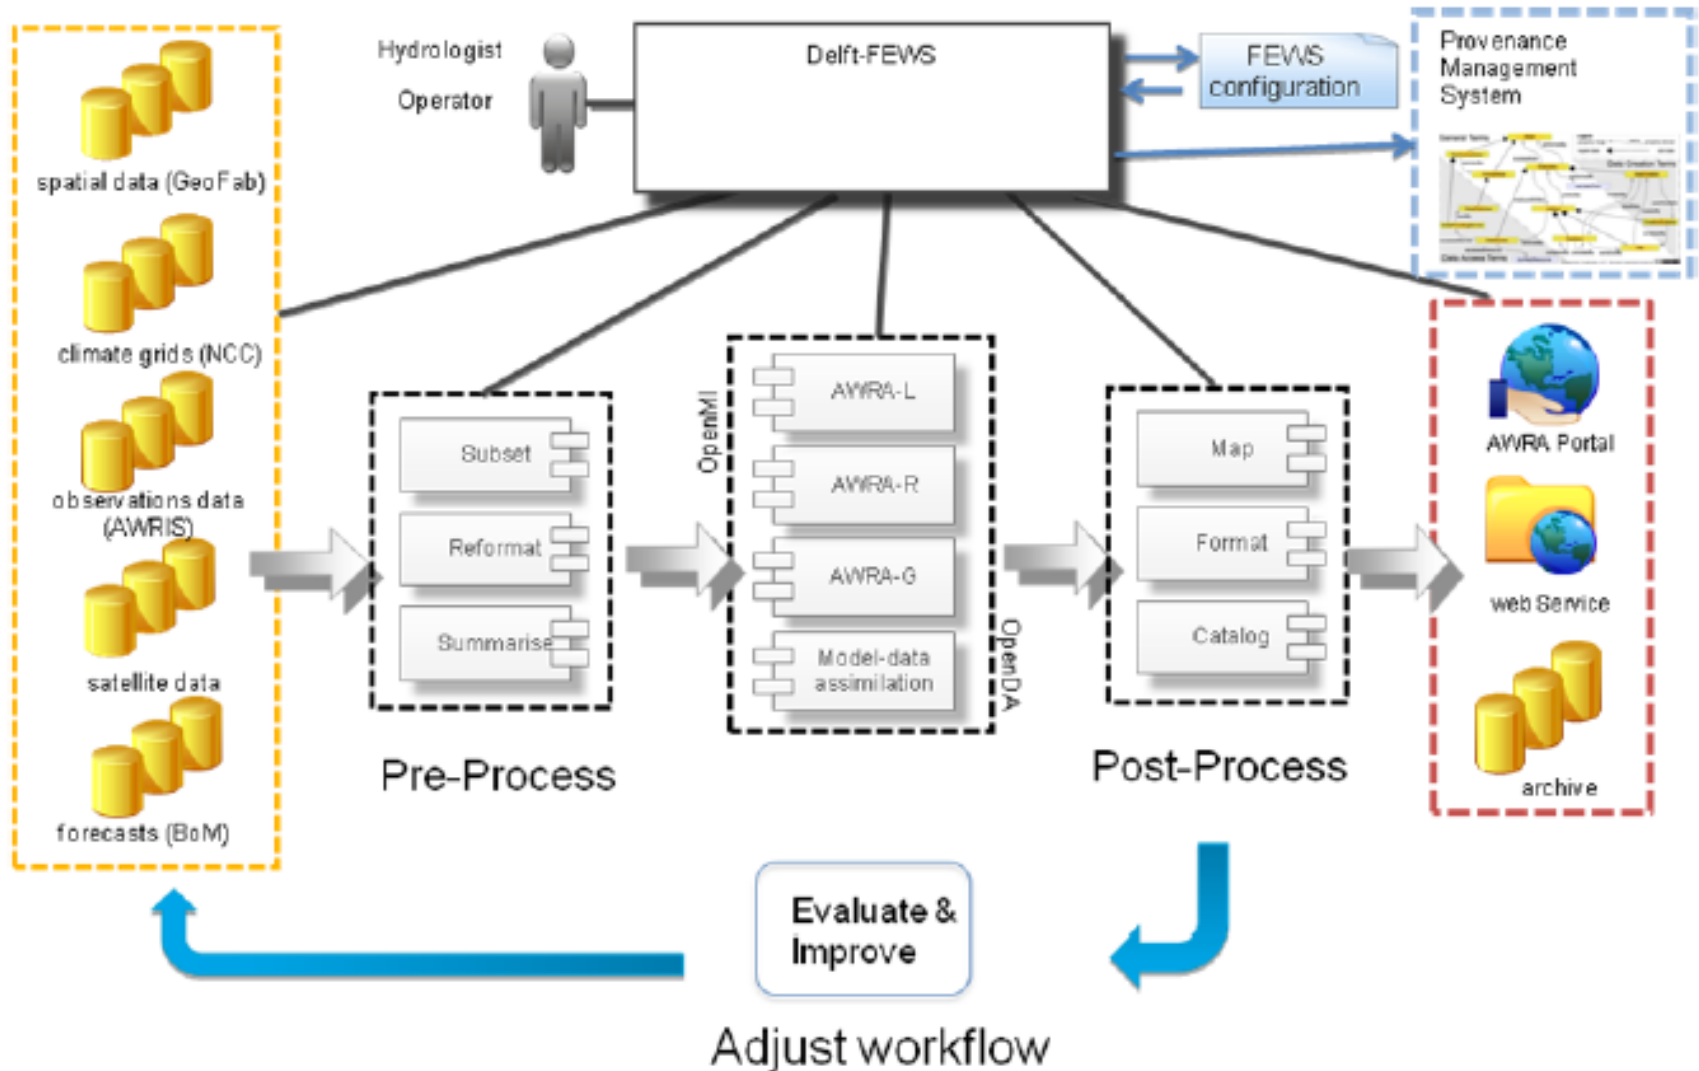 Hydrologist
Operator
Delft-FEWS
FEWS
configuration
Provenance
Management
System
spatial data (GeoFab)
climate grids (NCC)
observations data
(AWRIS)
satellite data
forecasts (BoM)
Subset
Reformat
Summarise
Pre-Process
OpenMI
AWRA-L
AWRA-R
AWRA-G
Model-data
assimilation
OpenDA
Map
Format
Catalog
Post-Process
AWRA Portal
web Service
archive
Evaluate &
Improve
Adjust workflow